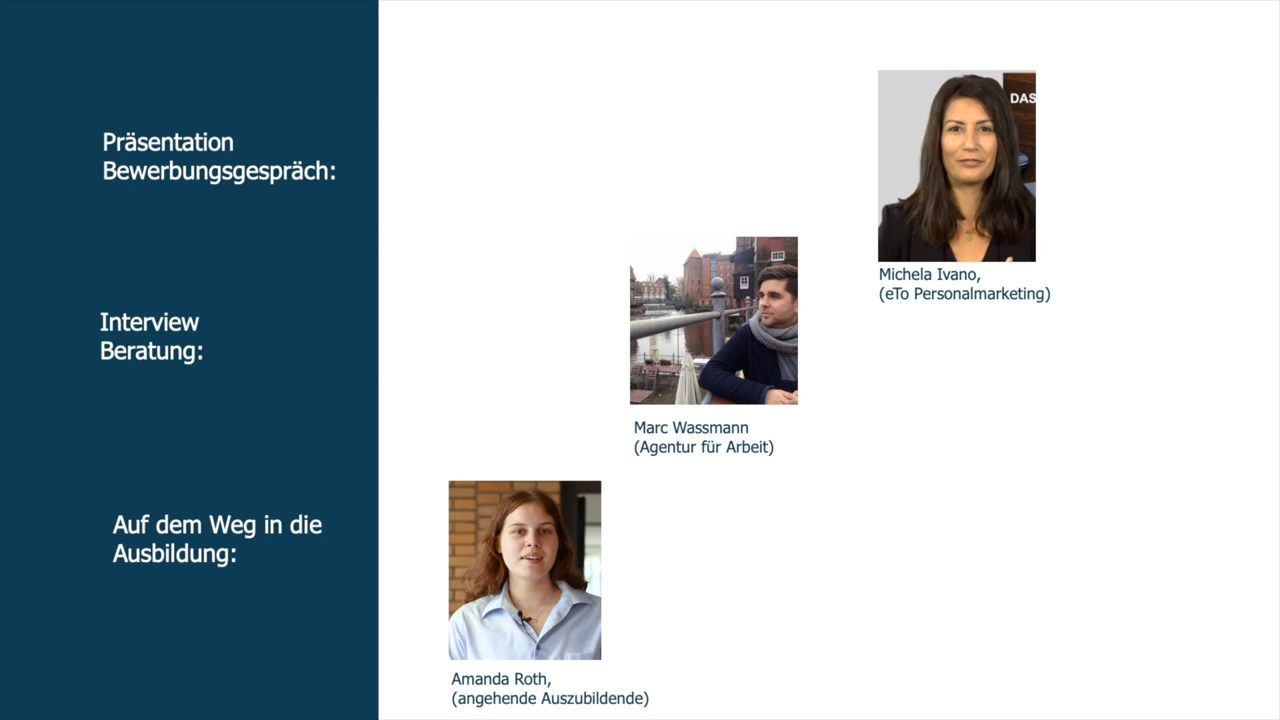 Präsentation
Bewerbungsgespräch:
DAS
Michela Ivano,
(eTo Personalmarketing)
Interview
Beratung:
Marc Wassmann
(Agentur für Arbeit)
Auf dem Weg in die
Ausbildung:
Amanda Roth,
(angehende Auszubildende)